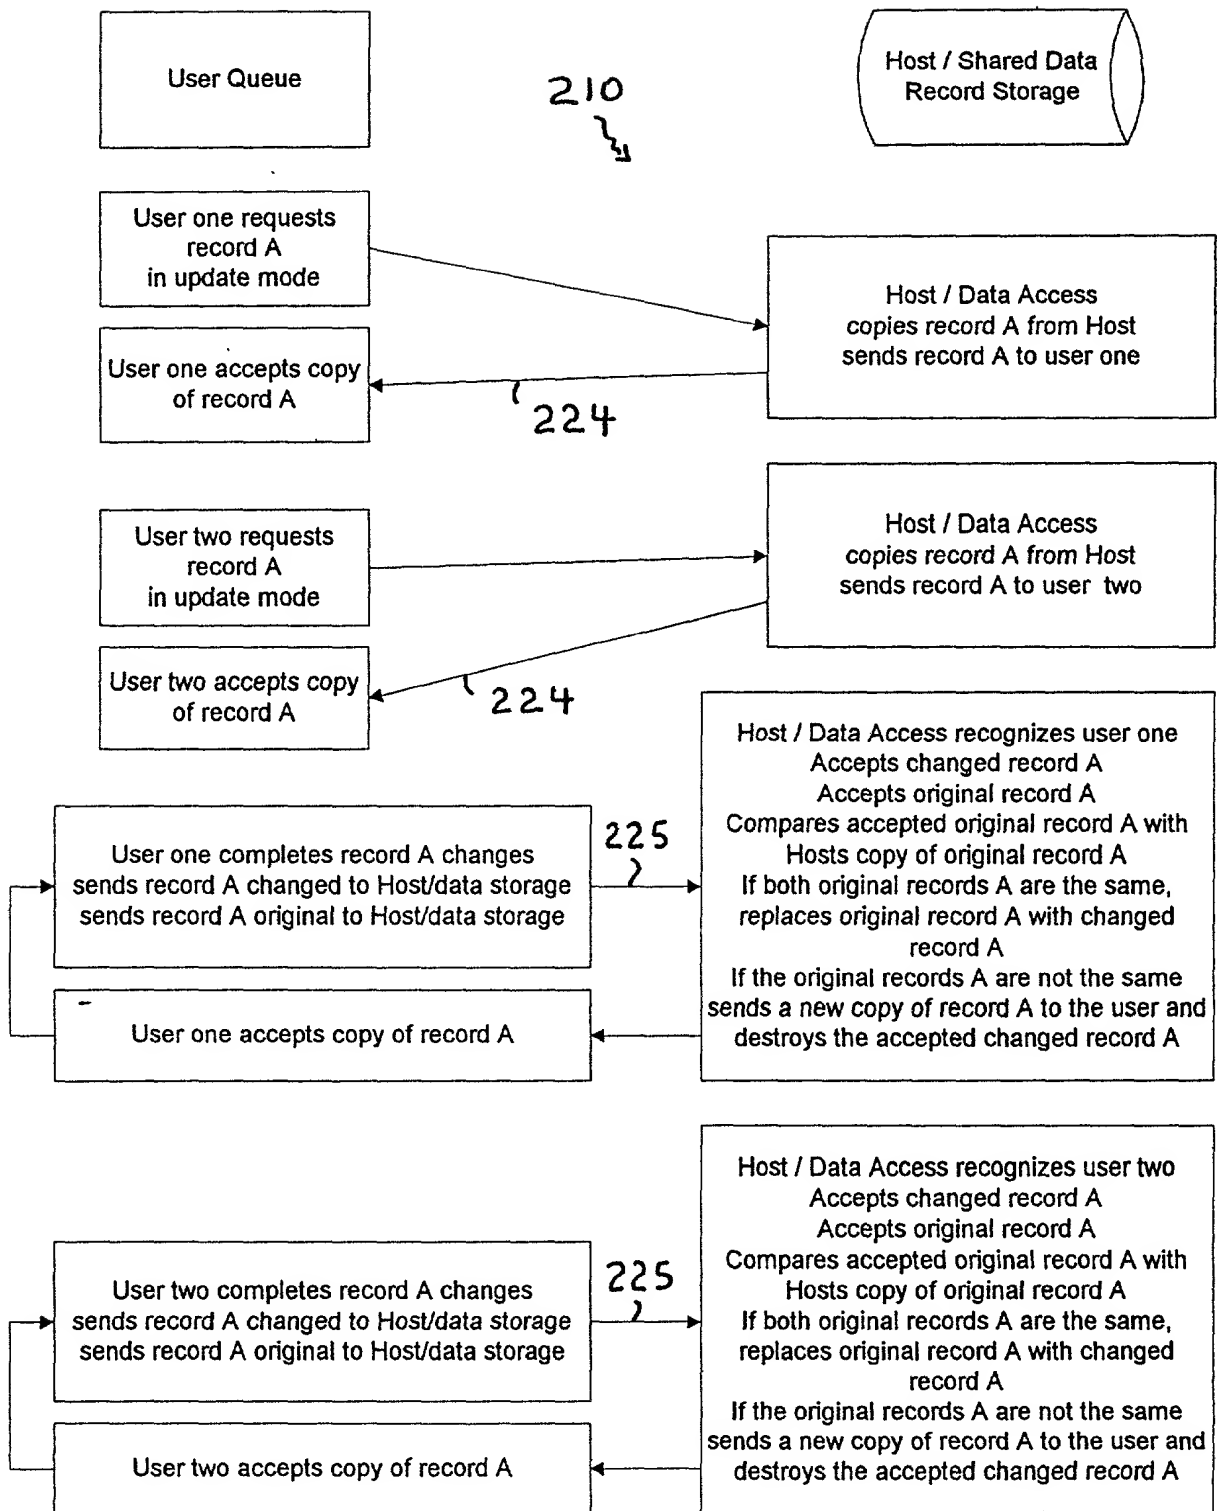 User Queue
210
Host / Shared Data
Record Storage
User one requests
record A
in update mode
Host / Data Access
copies record A from Host
sends record A to user one
User one accepts copy
of record A
224
User two requests
record A
in update mode
Host / Data Access
copies record A from Host
sends record A to user two
User two accepts copy
of record A
224
Host / Data Access recognizes user one
Accepts changed record A
Accepts original record A
Compares accepted original record A with
Hosts copy of original record A
If both original records A are the same,
replaces original record A with changed
record A
If the original records A are not the same
sends a new copy of record A to the user and
destroys the accepted changed record A
225
User one completes record A changes
sends record A changed to Host/data storage
sends record A original to Host/data storage
User one accepts copy of record A
Host / Data Access recognizes user two
Accepts changed record A
Accepts original record A
Compares accepted original record A with
Hosts copy of original record A
If both original records A are the same,
replaces original record A with changed
record A
If the original records A are not the same
sends a new copy of record A to the user and
destroys the accepted changed record A
225
User two completes record A changes
sends record A changed to Host/data storage
sends record A original to Host/data storage
User two accepts copy of record A